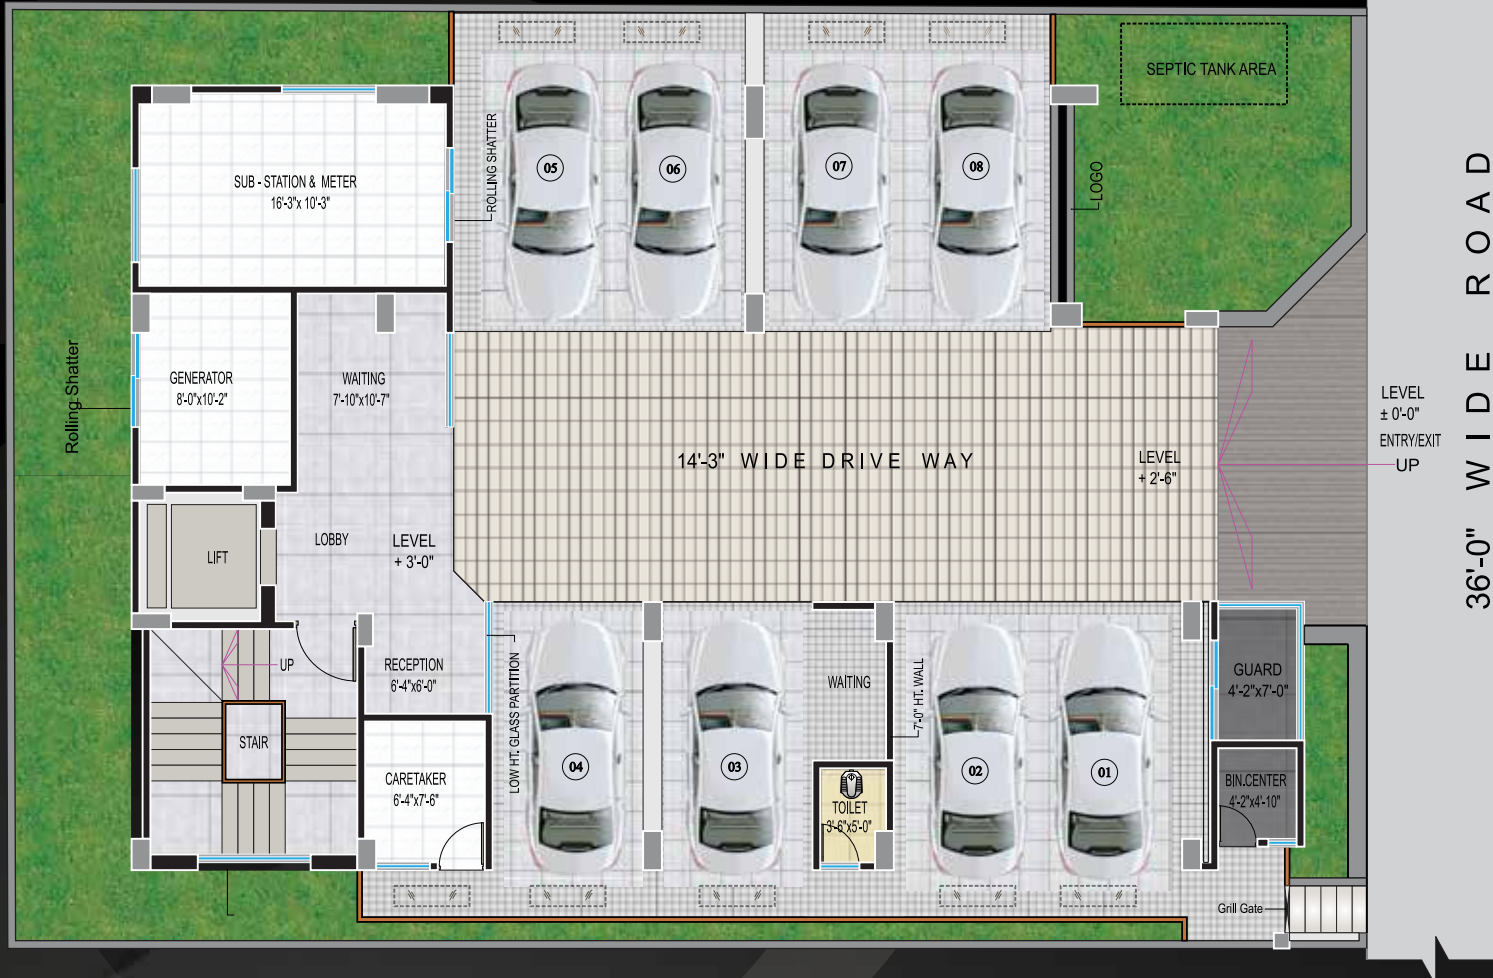 SEPTIC TANK AREA
ROLLING SHATTER
05
06
07
08
LOGO
SUB - STATION & METER
16'-3"x 10'-3"
Rolling Shatter
GENERATOR
8'-0"x10'-2"
WAITING
7'-10"x10'-7"
36'-0" WIDE ROAD
LEVEL
± 0'-0"
ENTRY/EXIT
UP
14'-3" WIDE DRIVE WAY
LEVEL
+ 2'-6"
LIFT
LOBBY
LEVEL
+ 3'-0"
UP
RECEPTION
6'-4"x6'-0"
LOW HT. GLASS PARTITION
WAITING
7'-0" HT. WALL
GUARD
4'-2"x7'-0"
STAIR
CARETAKER
6'-4"x7'-6"
04
03
TOILET
3'-6"x5'-0"
02
01
BIN.CENTER
4'-2"x4'-10"
Grill Gate